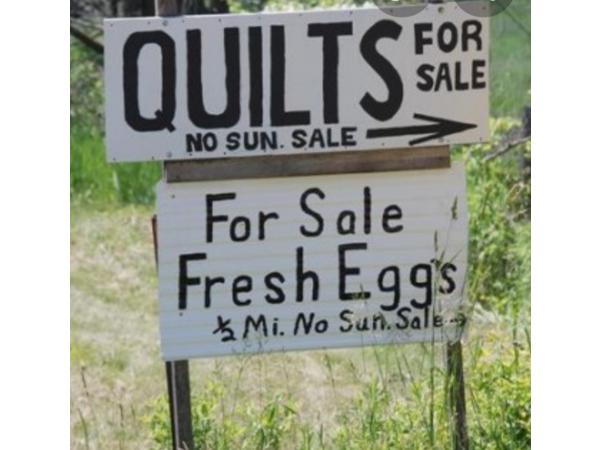 QUILTS FOR SALE
NO SUN. SALE
For Sale
Fresh Eggs
½ Mi. No Sun. Sale